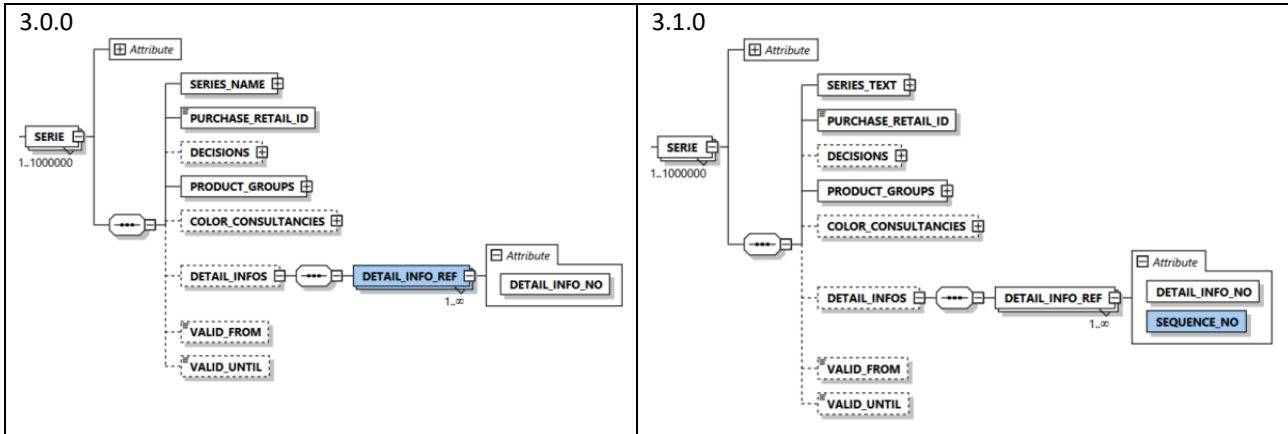 3.0.0
Attribute
SERIES_NAME
PURCHASE_RETAIL_ID
SERIE
1..1000000
DECISIONS
PRODUCT_GROUPS
COLOR_CONSULTANCIES
Attribute
DETAIL_INFOS
DETAIL_INFO_REF
1..∞
DETAIL_INFO_NO
VALID_FROM
VALID_UNTIL
3.1.0
Attribute
SERIES_TEXT
PURCHASE_RETAIL_ID
SERIE
1..1000000
DECISIONS
PRODUCT_GROUPS
COLOR_CONSULTANCIES
Attribute
DETAIL_INFOS
DETAIL_INFO_REF
1..∞
DETAIL_INFO_NO
SEQUENCE_NO
VALID_FROM
VALID_UNTIL